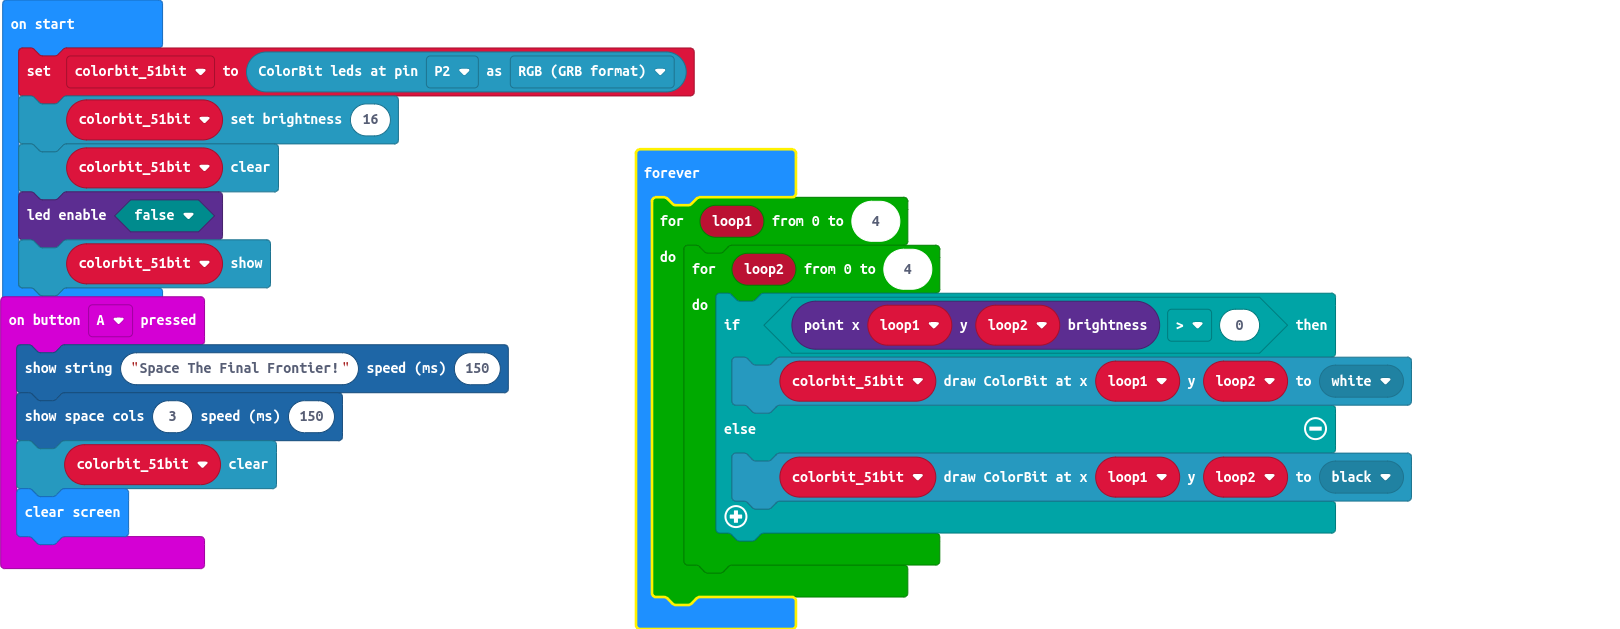 on start
set colorbit_51bit to ColorBit leds at pin P2 as RGB (GRB format)
colorbit_51bit set brightness 16
colorbit_51bit clear
led enable false
colorbit_51bit show
on button A pressed
show string "Space The Final Frontier!" speed (ms) 150
show space cols 3 speed (ms) 150
colorbit_51bit clear
clear screen
forever
for loop1 from 0 to 4
do
for loop2 from 0 to 4
do
if point x loop1 y loop2 brightness > 0 then
colorbit_51bit draw ColorBit at x loop1 y loop2 to white
else
colorbit_51bit draw ColorBit at x loop1 y loop2 to black